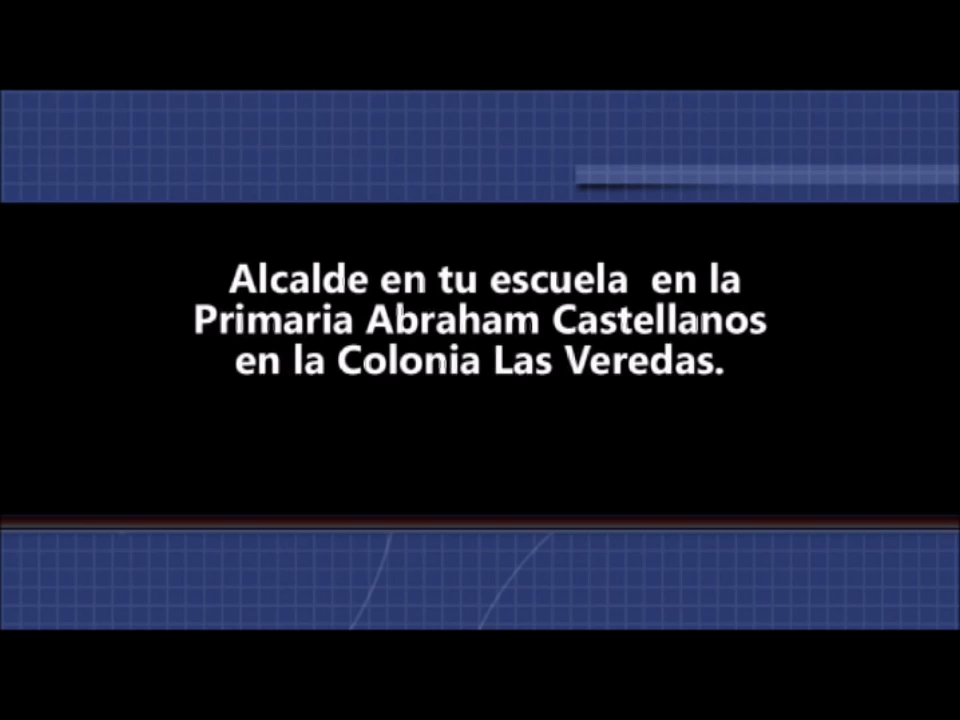 Alcalde en tu escuela  en la
Primaria Abraham Castellanos
en la Colonia Las Veredas.